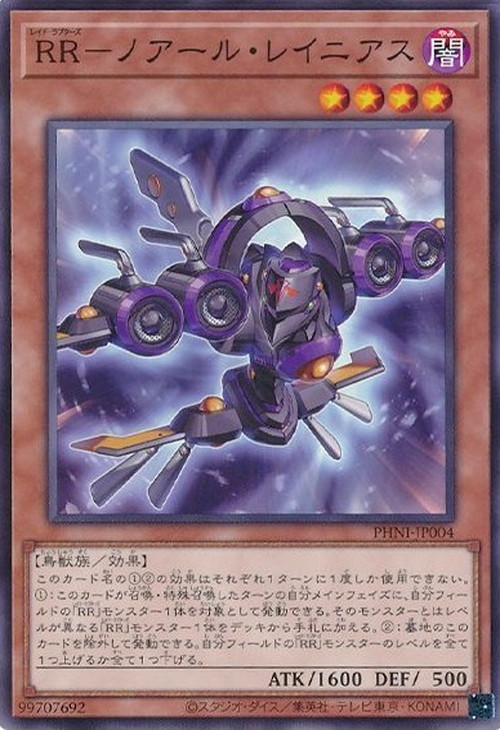 レイド・ラプターズ
RR－ノアール・レイニアス
やみ
闇
PHNI-JP004
【鳥獣族／効果】
このカード名の①②の効果はそれぞれ1ターンに1度しか使用できない。
①：このカードが召喚・特殊召喚したターンの自分メインフェイズに、自分フィ
ールドの「RR」モンスター1体を対象として発動できる。そのモンスターとはレベ
ルが異なる「RR」モンスター1体をデッキから手札に加える。②：墓地のこのカ
ードを除外して発動できる。自分フィールドの「RR」モンスターのレベルを全て
1つ上げるか全て1つ下げる。
ATK/1600 DEF/ 500
99707692
©スタジオ・ダイス／集英社・テレビ東京・KONAMI